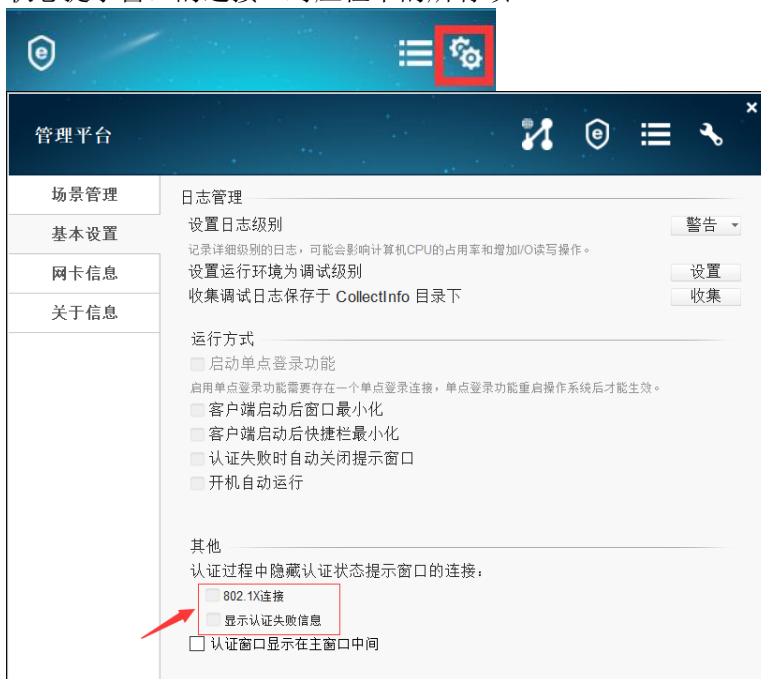 管理平台
场景管理
基本设置
网卡信息
关于信息
日志管理
设置日志级别
警告
记录详细级别的日志，可能会影响计算机CPU的占用率和增加I/O读写操作。
设置运行环境为调试级别
设置
收集调试日志保存于 CollectInfo 目录下
收集
运行方式
启动单点登录功能
启用单点登录功能需要存在一个单点登录连接，单点登录功能重启操作系统后才能生效。
客户端启动后窗口最小化
客户端启动后快捷栏最小化
认证失败时自动关闭提示窗口
开机自动运行
其他
认证过程中隐藏认证状态提示窗口的连接：
802.1X连接
显示认证失败信息
认证窗口显示在主窗口中间